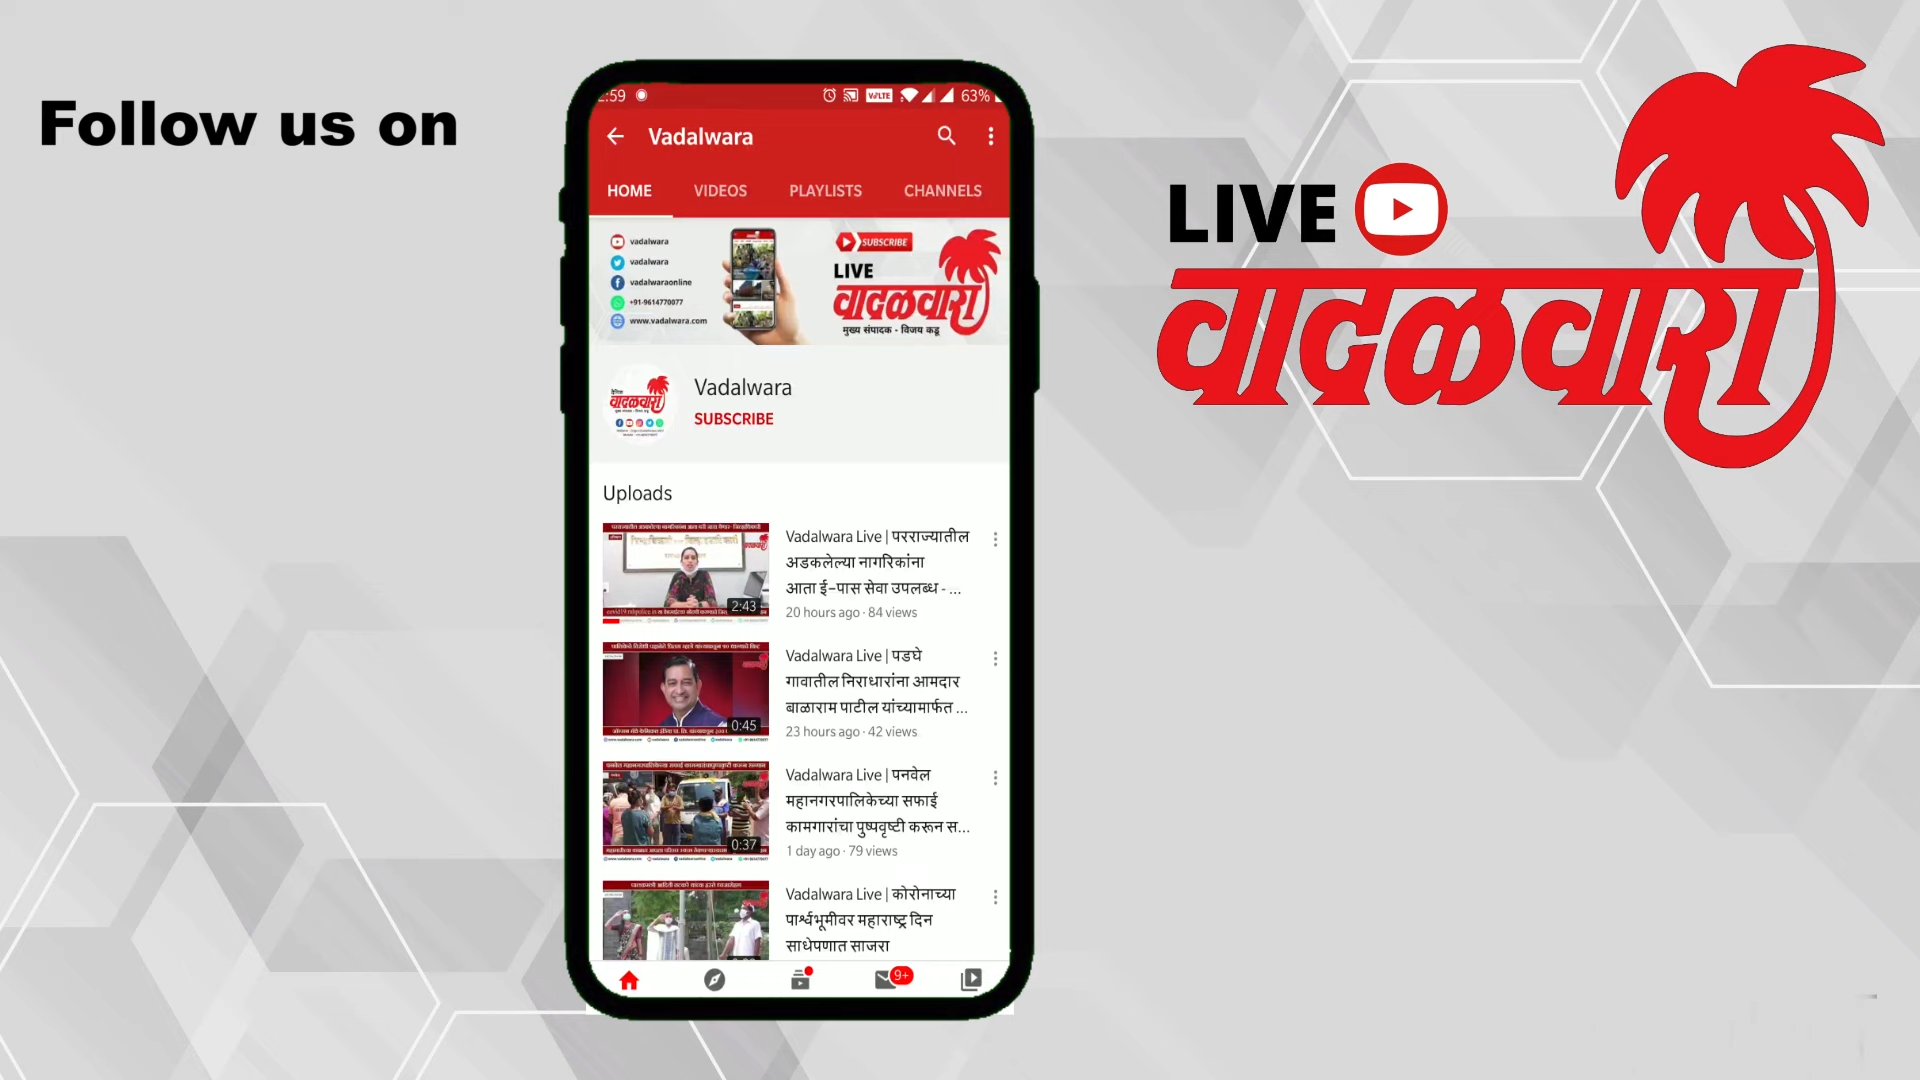 Follow us on
LIVE
वादळवारा
:59
VoLTE
63%
Vadalwara
HOME VIDEOS PLAYLISTS CHANNELS
vadalwara
vadalwara
vadalwaraonline
+91-9614770077
www.vadalwara.com
SUBSCRIBE
LIVE
वादळवारा
मुख्य संपादक - विजय कडू
वादळवारा
Vadalwara
SUBSCRIBE
Uploads
2:43
Vadalwara Live | परराज्यातील
अडकलेल्या नागरिकांना
आता ई-पास सेवा उपलब्ध - ...
20 hours ago · 84 views
0:45
Vadalwara Live | पडघे
गावातील निराधारांना आमदार
बाळाराम पाटील यांच्यामार्फत ...
23 hours ago · 42 views
0:37
Vadalwara Live | पनवेल
महानगरपालिकेच्या सफाई
कामगारांचा पुष्पवृष्टी करून स...
1 day ago · 79 views
Vadalwara Live | कोरोनाच्या
पार्श्वभूमीवर महाराष्ट्र दिन
साधेपणात साजरा
9+